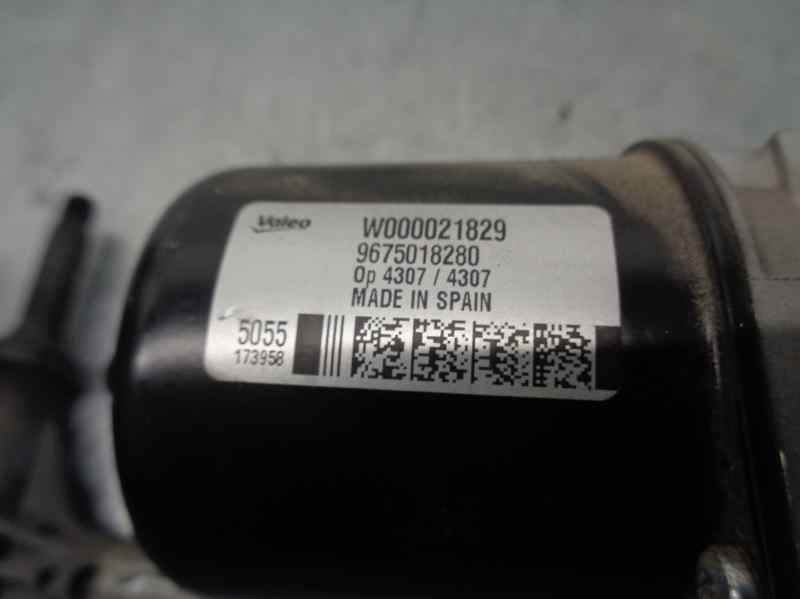 Valeo
W000021829
9675018280
Op 4307 / 4307
MADE IN SPAIN
5055
173958